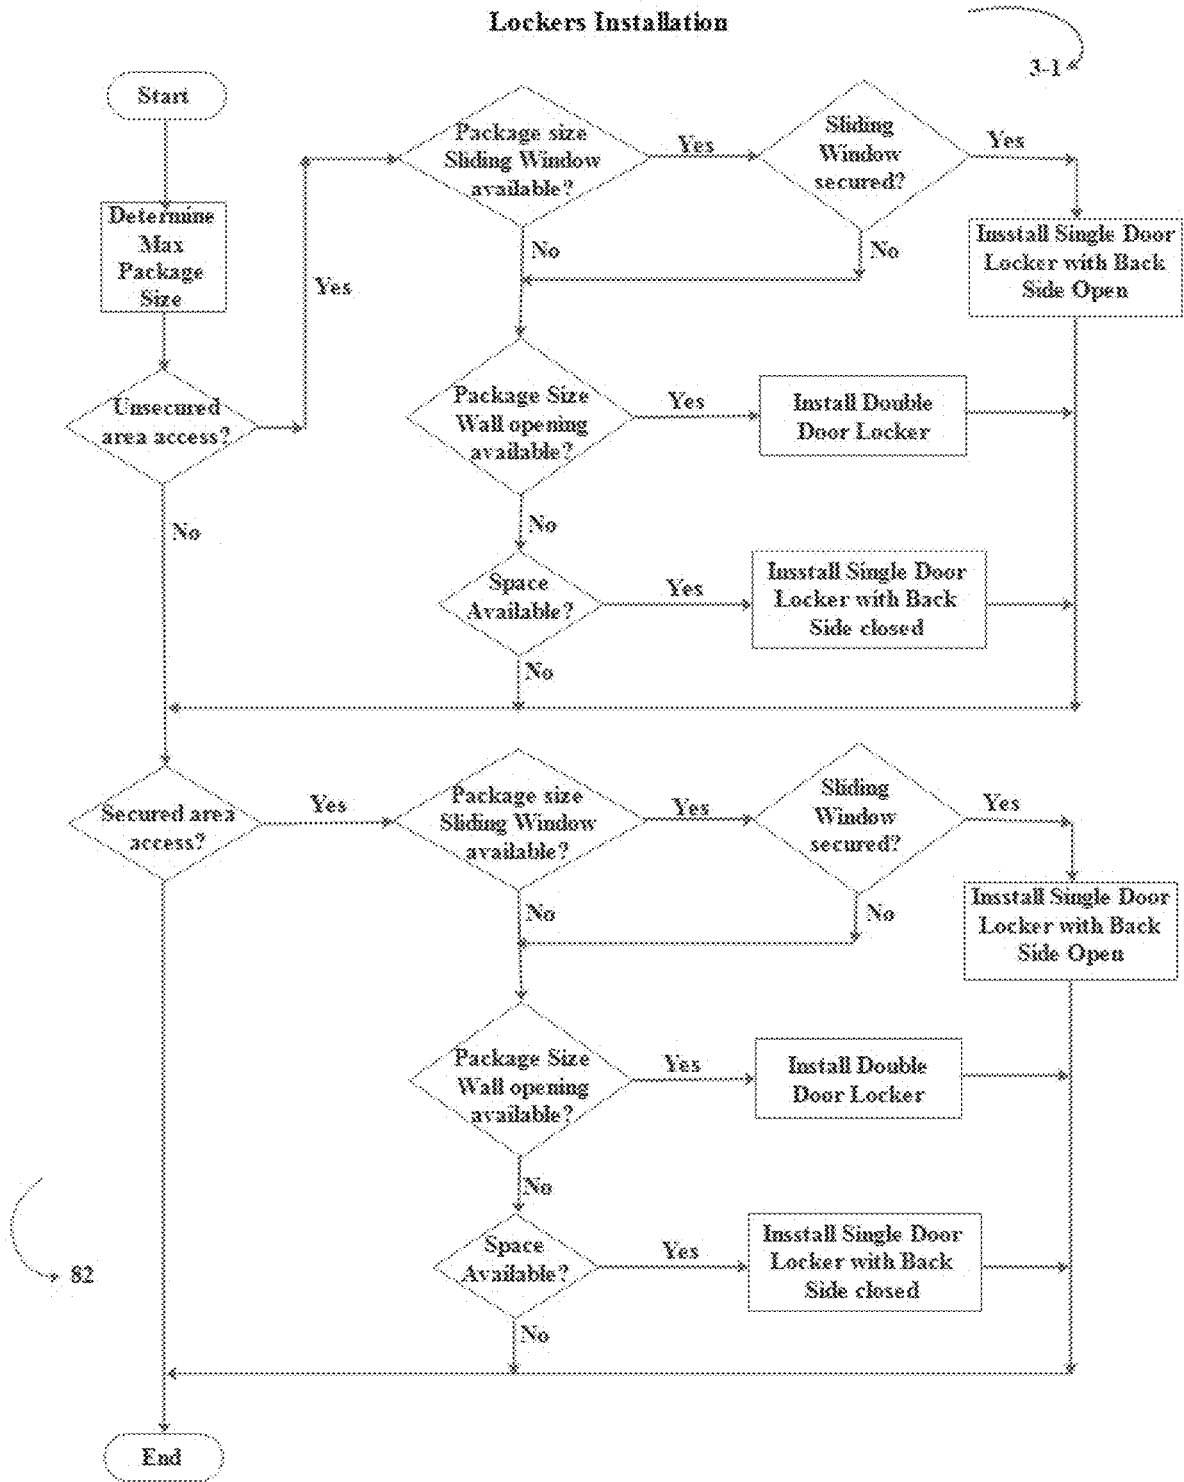 Lockers Installation
3-1
Start
Determine
Max
Package
Size
Unsecured
area access?
Yes
No
Package size
Sliding Window
available?
Yes
No
Sliding
Window
secured?
Yes
No
Insstall Single Door
Locker with Back
Side Open
Package Size
Wall opening
available?
Yes
No
Install Double
Door Locker
Space
Available?
Yes
No
Insstall Single Door
Locker with Back
Side closed
Secured area
access?
Yes
Package size
Sliding Window
available?
Yes
No
Sliding
Window
secured?
Yes
No
Insstall Single Door
Locker with Back
Side Open
Package Size
Wall opening
available?
Yes
No
Install Double
Door Locker
Space
Available?
Yes
No
Insstall Single Door
Locker with Back
Side closed
82
End